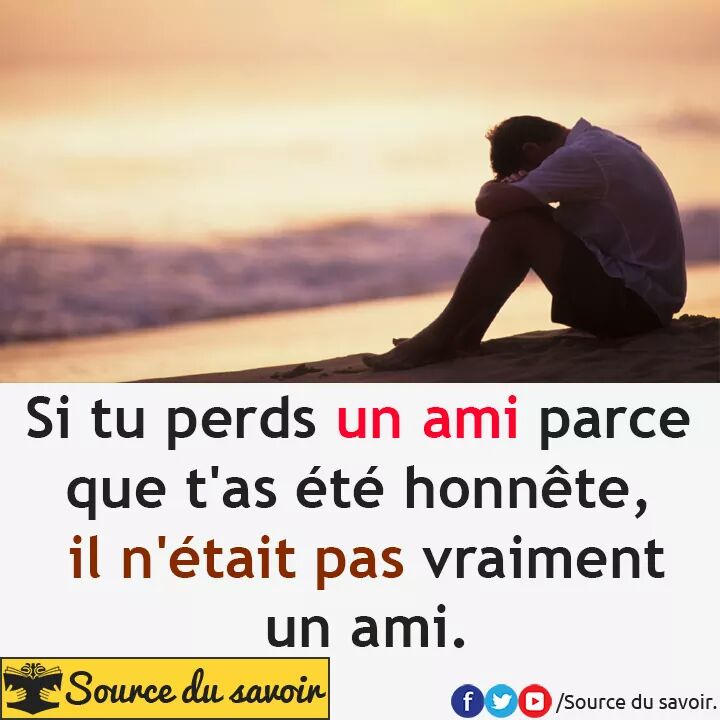 Si tu perds un ami parce
que t'as été honnête,
il n'était pas vraiment
un ami.
Source du savoir
/Source du savoir.